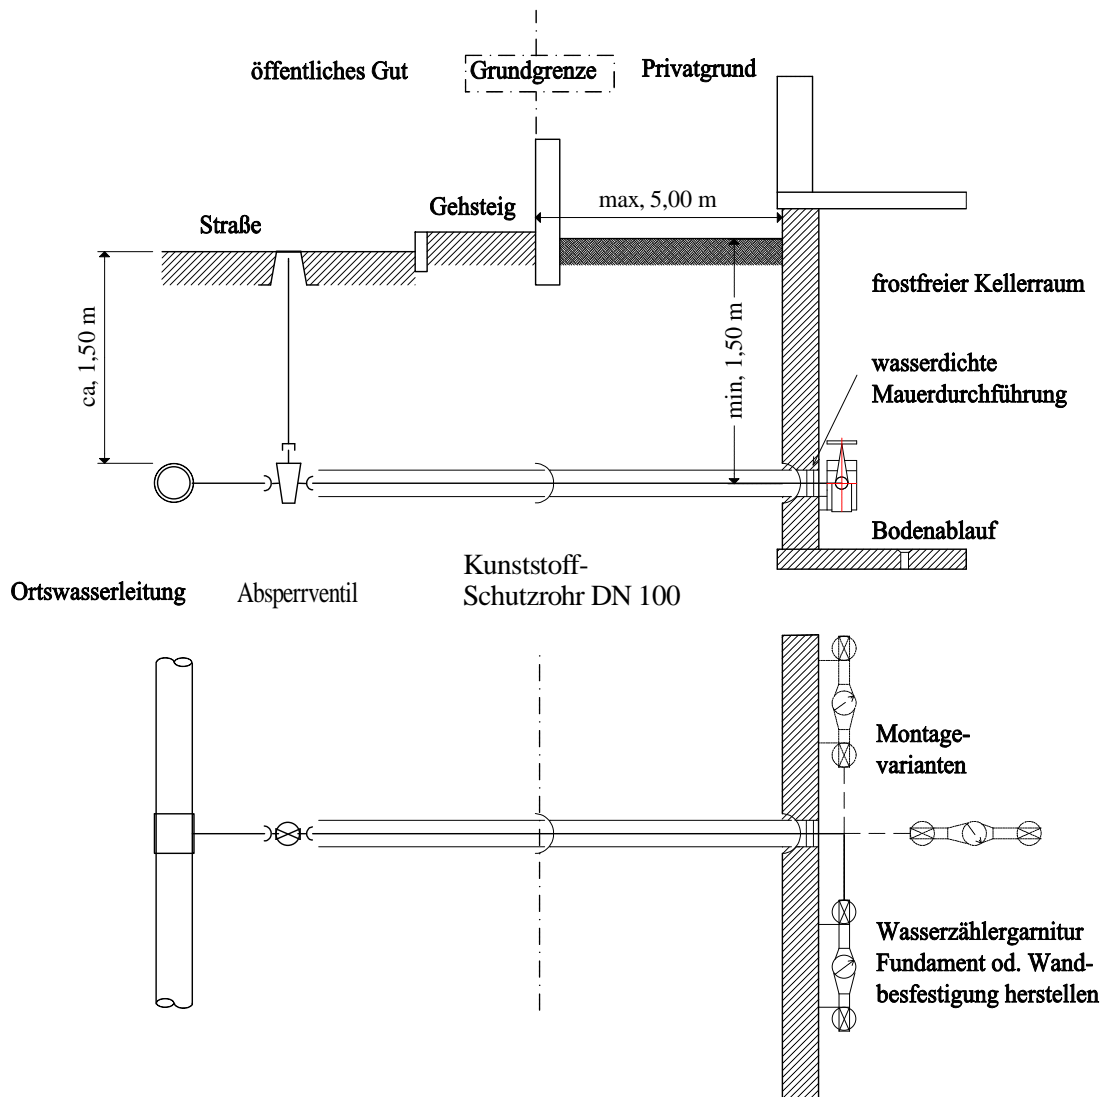 öffentliches Gut
Grundgrenze
Privatgrund
Gehsteig
max, 5,00 m
Straße
ca, 1,50 m
min, 1,50 m
frostfreier Kellerraum
wasserdichte
Mauerdurchführung
Bodenablauf
Ortswasserleitung
Absperrventil
Kunststoff-
Schutzrohr DN 100
Montage-
varianten
Wasserzählergarnitur
Fundament od. Wand-
besfestigung herstellen